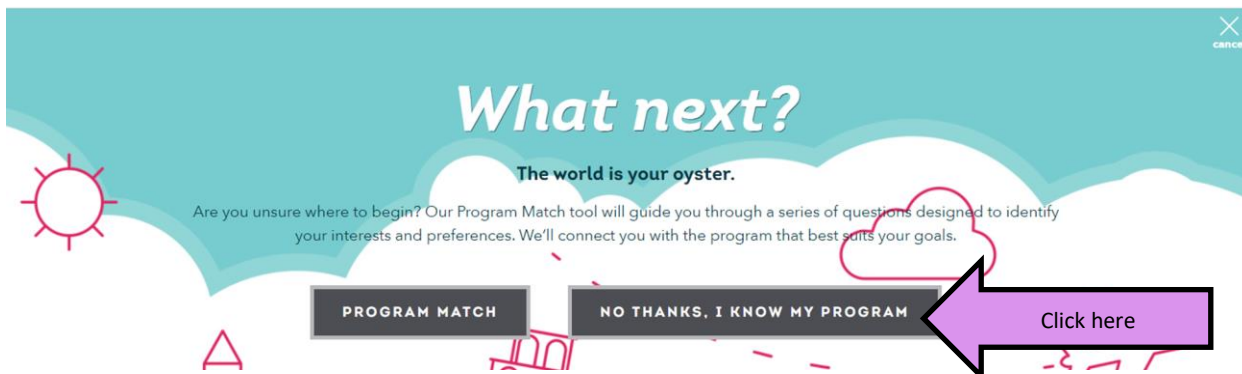 cance
What next?
The world is your oyster.
Are you unsure where to begin? Our Program Match tool will guide you through a series of questions designed to identify
your interests and preferences. We'll connect you with the program that best suits your goals.
PROGRAM MATCH
NO THANKS, I KNOW MY PROGRAM
Click here